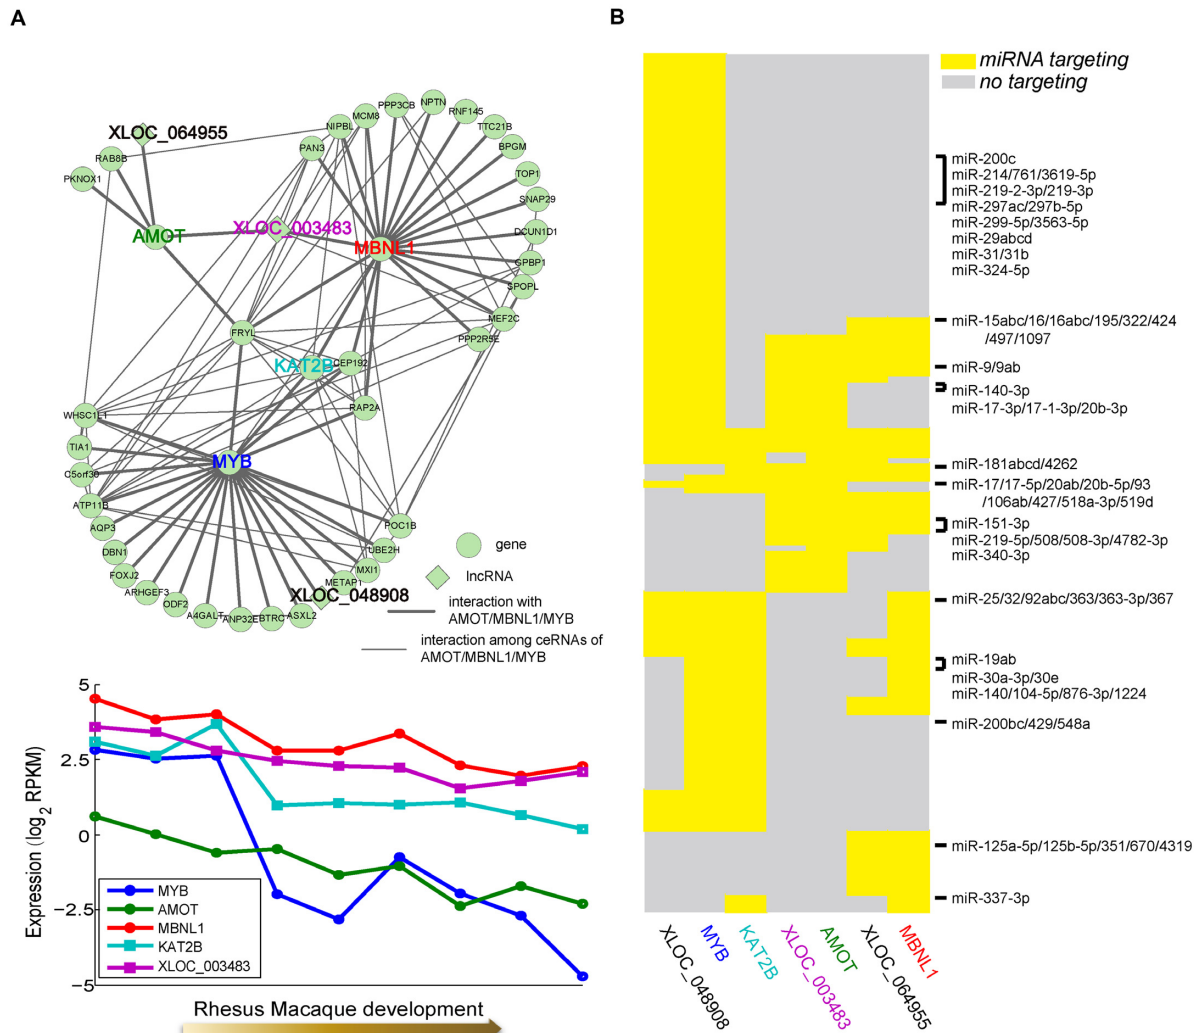 A
XLOC_064955
RAB8B
PKNOX1
AMOT
XLOC_003483
PAN3
NIPBL
MCM8
PPP3CB
NPTN
RNF145
TTC21B
BPGM
TOP1
SNAP29
DCUN1D1
GPBP1
SPOPL
MEF2C
PPP2R5E
MBNL1
FRYL
KAT2B
CEP192
RAP2A
WHSC1L1
TIA1
C5orf30
ATP11B
AQP3
DBN1
FOXJ2
ARHGEF3
ODF2
A4GALT
ANP32E
BTRC
ASXL2
XLOC_048908
METAP1
MXI1
UBE2H
POC1B
MYB
gene
lncRNA
interaction with
AMOT/MBNL1/MYB
interaction among ceRNAs of
AMOT/MBNL1/MYB
5
2.5
0
−2.5
−5
Expression (log2 RPKM)
MYB
AMOT
MBNL1
KAT2B
XLOC_003483
Rhesus Macaque development
B
miRNA targeting
no targeting
miR-200c
miR-214/761/3619-5p
miR-219-2-3p/219-3p
miR-297ac/297b-5p
miR-299-5p/3563-5p
miR-29abcd
miR-31/31b
miR-324-5p
miR-15abc/16/16abc/195/322/424
/497/1097
miR-9/9ab
miR-140-3p
miR-17-3p/17-1-3p/20b-3p
miR-181abcd/4262
miR-17/17-5p/20ab/20b-5p/93
/106ab/427/518a-3p/519d
miR-151-3p
miR-219-5p/508/508-3p/4782-3p
miR-340-3p
miR-25/32/92abc/363/363-3p/367
miR-19ab
miR-30a-3p/30e
miR-140/104-5p/876-3p/1224
miR-200bc/429/548a
miR-125a-5p/125b-5p/351/670/4319
miR-337-3p
XLOC_048908
MYB
KAT2B
XLOC_003483
AMOT
XLOC_064955
MBNL1